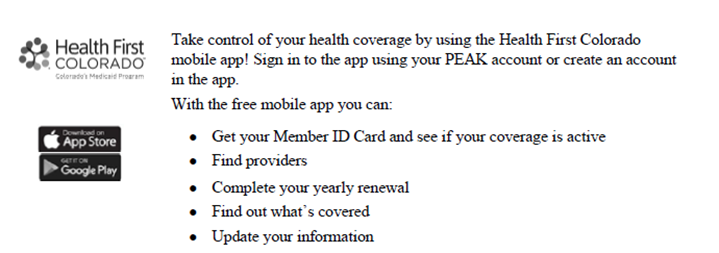 Health First
COLORADO
Colorado's Medicaid Program
Download on
App Store
GET IT ON
Google Play
Take control of your health coverage by using the Health First Colorado
mobile app! Sign in to the app using your PEAK account or create an account
in the app.
With the free mobile app you can:
• Get your Member ID Card and see if your coverage is active
• Find providers
• Complete your yearly renewal
• Find out what's covered
• Update your information